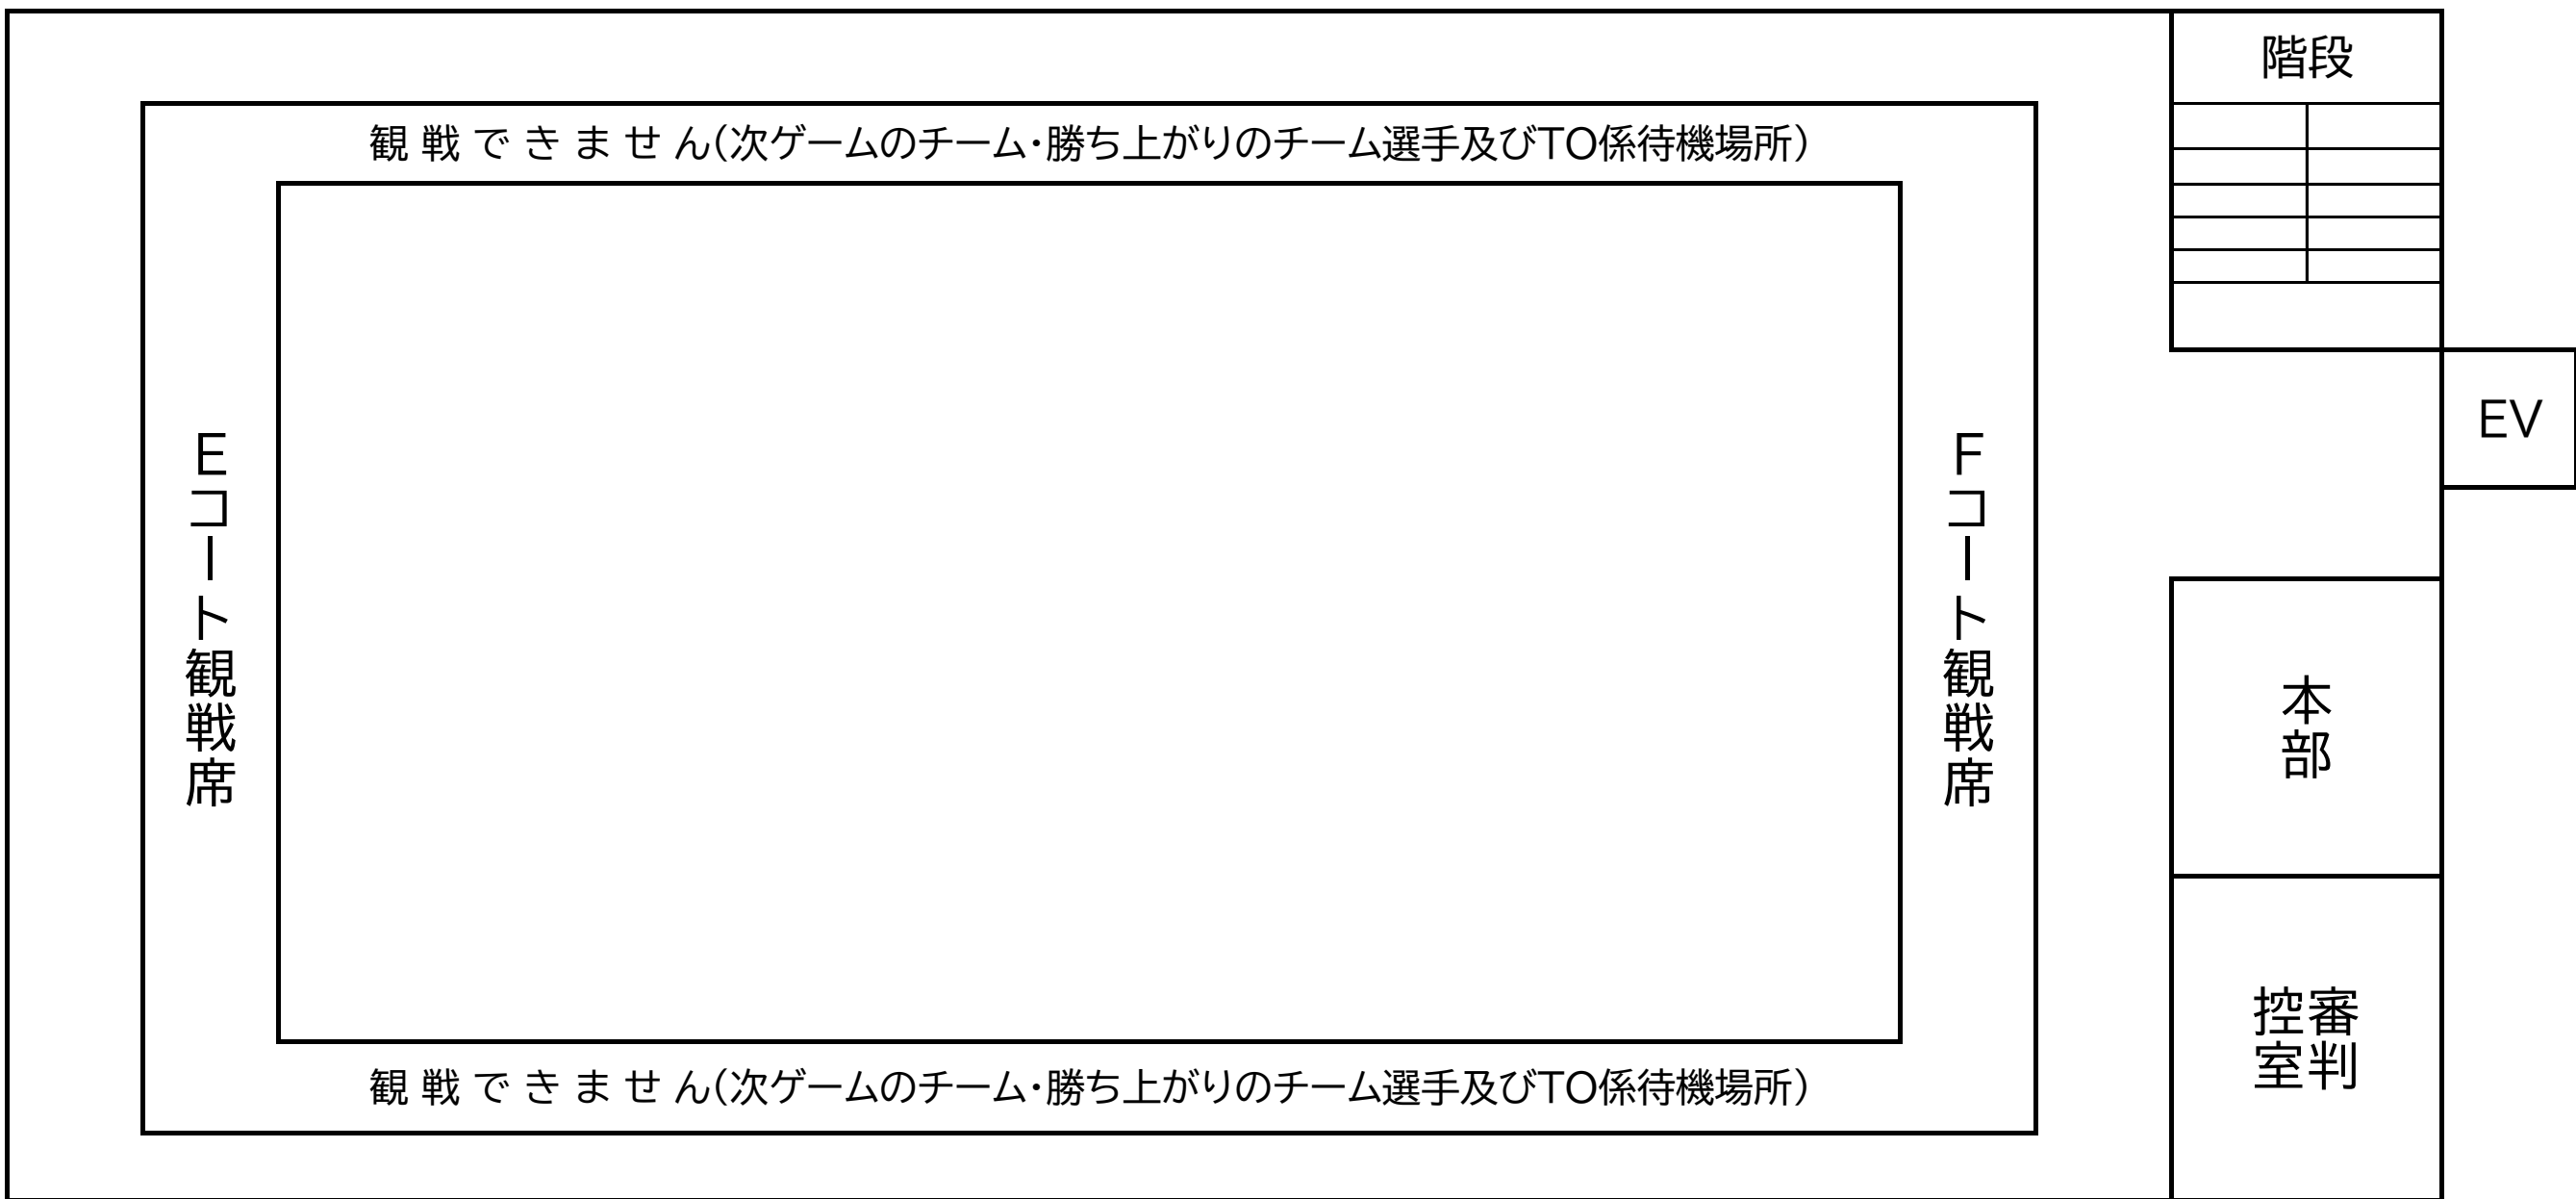 階段
観 戦 で き ま せ ん（次ゲームのチーム・勝ち上がりのチーム選手及びTO係待機場所）
Eコート観戦席
Fコート観戦席
EV
本部
審判
控室
観 戦 で き ま せ ん（次ゲームのチーム・勝ち上がりのチーム選手及びTO係待機場所）